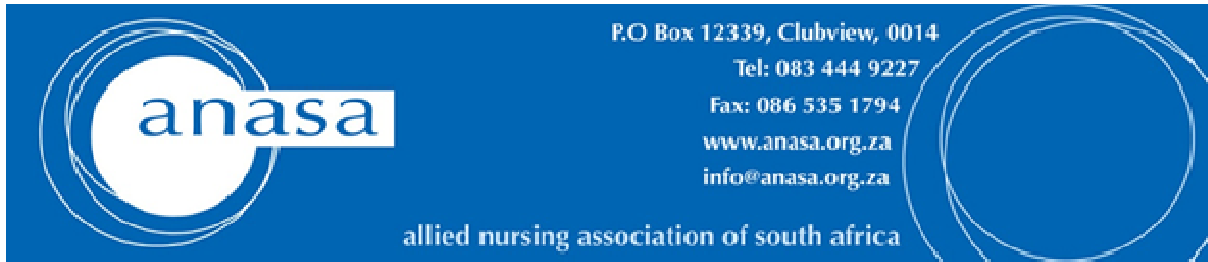 anasa
P.O Box 12339, Clubview, 0014
Tel: 083 444 9227
Fax: 086 535 1794
www.anasa.org.za
info@anasa.org.za
allied nursing association of south africa